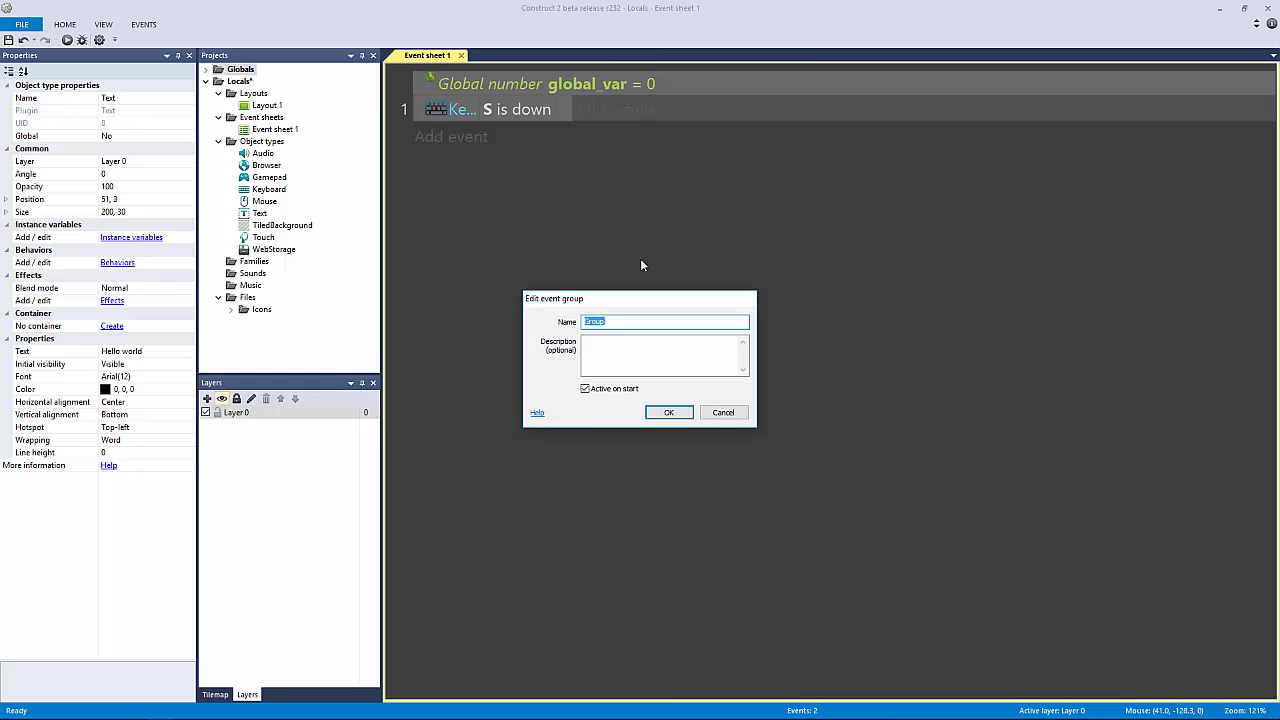 Construct 2 beta release r232 - Locals - Event sheet 1
FILE HOME VIEW EVENTS
Properties
Object type properties
Name Text
Plugin Text
UID 8
Global No
Common
Layer Layer 0
Angle 0
Opacity 100
Position 51, 3
Size 200, 30
Instance variables
Add / edit Instance variables
Behaviors
Add / edit Behaviors
Effects
Blend mode Normal
Add / edit Effects
Container
No container Create
Properties
Text Hello world
Initial visibility Visible
Font Arial(12)
Color 0, 0, 0
Horizontal alignment Center
Vertical alignment Bottom
Hotspot Top-left
Wrapping Word
Line height 0
More information Help
Projects
Globals
Locals*
Layouts
Layout 1
Event sheets
Event sheet 1
Object types
Audio
Browser
Gamepad
Keyboard
Mouse
Text
TiledBackground
Touch
WebStorage
Families
Sounds
Music
Files
Icons
Layers
Layer 0 0
Tilemap Layers
Event sheet 1
Global number global_var = 0
1 Ke... S is down
Add event
Edit event group
Name Group
Description
(optional)
Active on start
Help OK Cancel
Ready Events: 2 Active layer: Layer 0 Mouse: (41.0, -128.3, 0) Zoom: 121%